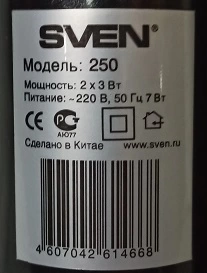 SVEN®
Модель: 250
Мощность: 2 x 3 Вт
Питание: ~220 В, 50 Гц 7 Вт
CE PC
АЮ77
Сделано в Китае www.sven.ru
4 607042 614668